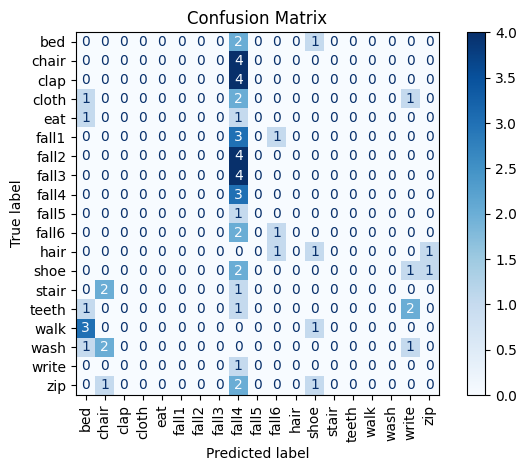 Confusion Matrix
bed 0 0 0 0 0 0 0 0 2 0 0 0 1 0 0 0 0 0 0
chair 0 0 0 0 0 0 0 0 4 0 0 0 0 0 0 0 0 0 0
clap 0 0 0 0 0 0 0 0 4 0 0 0 0 0 0 0 0 0 0
cloth 1 0 0 0 0 0 0 0 2 0 0 0 0 0 0 0 0 1 0
eat 1 0 0 0 0 0 0 0 1 0 0 0 0 0 0 0 0 0 0
fall1 0 0 0 0 0 0 0 0 3 0 1 0 0 0 0 0 0 0 0
fall2 0 0 0 0 0 0 0 0 4 0 0 0 0 0 0 0 0 0 0
fall3 0 0 0 0 0 0 0 0 4 0 0 0 0 0 0 0 0 0 0
fall4 0 0 0 0 0 0 0 0 3 0 0 0 0 0 0 0 0 0 0
fall5 0 0 0 0 0 0 0 0 1 0 0 0 0 0 0 0 0 0 0
fall6 0 0 0 0 0 0 0 0 2 0 1 0 0 0 0 0 0 0 0
hair 0 0 0 0 0 0 0 0 0 0 1 0 1 0 0 0 0 0 1
shoe 0 0 0 0 0 0 0 0 2 0 0 0 0 0 0 0 0 1 1
stair 0 2 0 0 0 0 0 0 1 0 0 0 0 0 0 0 0 0 0
teeth 1 0 0 0 0 0 0 0 1 0 0 0 0 0 0 0 0 2 0
walk 3 0 0 0 0 0 0 0 0 0 0 0 1 0 0 0 0 0 0
wash 1 2 0 0 0 0 0 0 0 0 0 0 0 0 0 0 0 1 0
write 0 0 0 0 0 0 0 0 1 0 0 0 0 0 0 0 0 0 0
zip 0 1 0 0 0 0 0 0 2 0 0 0 1 0 0 0 0 0 0
bed chair clap cloth eat fall1 fall2 fall3 fall4 fall5 fall6 hair shoe stair teeth walk wash write zip
Predicted label
True label
4.0
3.5
3.0
2.5
2.0
1.5
1.0
0.5
0.0